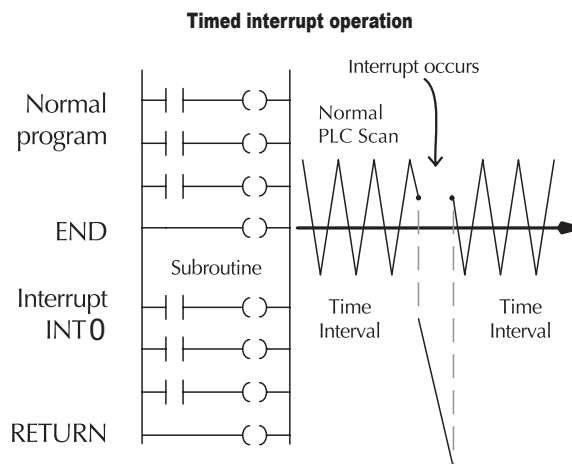 Timed interrupt operation
Interrupt occurs
Normal
program
Normal
PLC Scan
END
Subroutine
Interrupt
INT0
Time
Interval
Time
Interval
RETURN